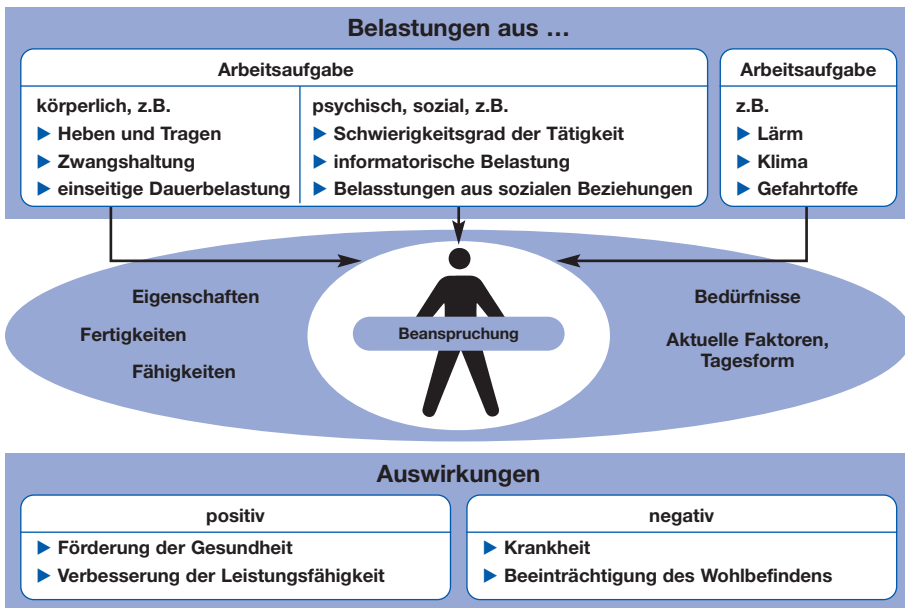 Belastungen aus ...
Arbeitsaufgabe
körperlich, z.B.
▶ Heben und Tragen
▶ Zwangshaltung
▶ einseitige Dauerbelastung
psychisch, sozial, z.B.
▶ Schwierigkeitsgrad der Tätigkeit
▶ informatorische Belastung
▶ Belasstungen aus sozialen Beziehungen
Arbeitsaufgabe
z.B.
▶ Lärm
▶ Klima
▶ Gefahrtoffe
Eigenschaften
Fertigkeiten
Fähigkeiten
Beanspruchung
Bedürfnisse
Aktuelle Faktoren,
Tagesform
Auswirkungen
positiv
▶ Förderung der Gesundheit
▶ Verbesserung der Leistungsfähigkeit
negativ
▶ Krankheit
▶ Beeinträchtigung des Wohlbefindens